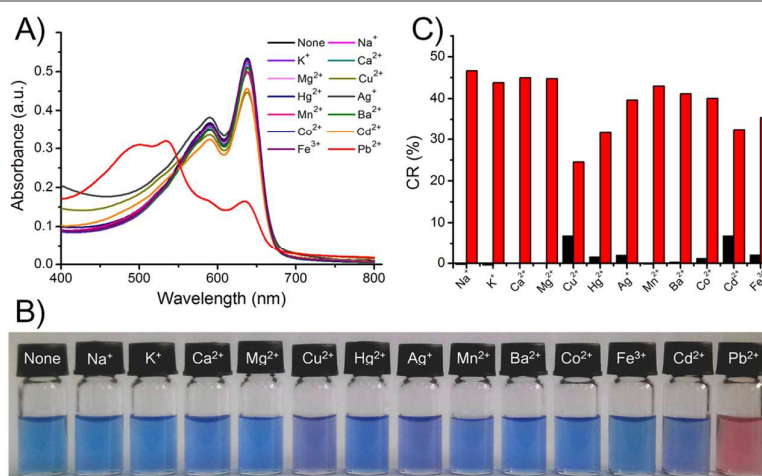 A)
None Na⁺
K⁺ Ca²⁺
Mg²⁺ Cu²⁺
Hg²⁺ Ag⁺
Mn²⁺ Ba²⁺
Co²⁺ Cd²⁺
Fe³⁺ Pb²⁺
Absorbance (a.u.)
0.5
0.4
0.3
0.2
0.1
0.0
400 500 600 700 800
Wavelength (nm)
C)
CR (%)
50
40
30
20
10
0
Na⁺ K⁺ Ca²⁺ Mg²⁺ Cu²⁺ Hg²⁺ Ag⁺ Mn²⁺ Ba²⁺ Co²⁺ Cd²⁺ Fe³⁺
B)
None Na⁺ K⁺ Ca²⁺ Mg²⁺ Cu²⁺ Hg²⁺ Ag⁺ Mn²⁺ Ba²⁺ Co²⁺ Fe³⁺ Cd²⁺ Pb²⁺